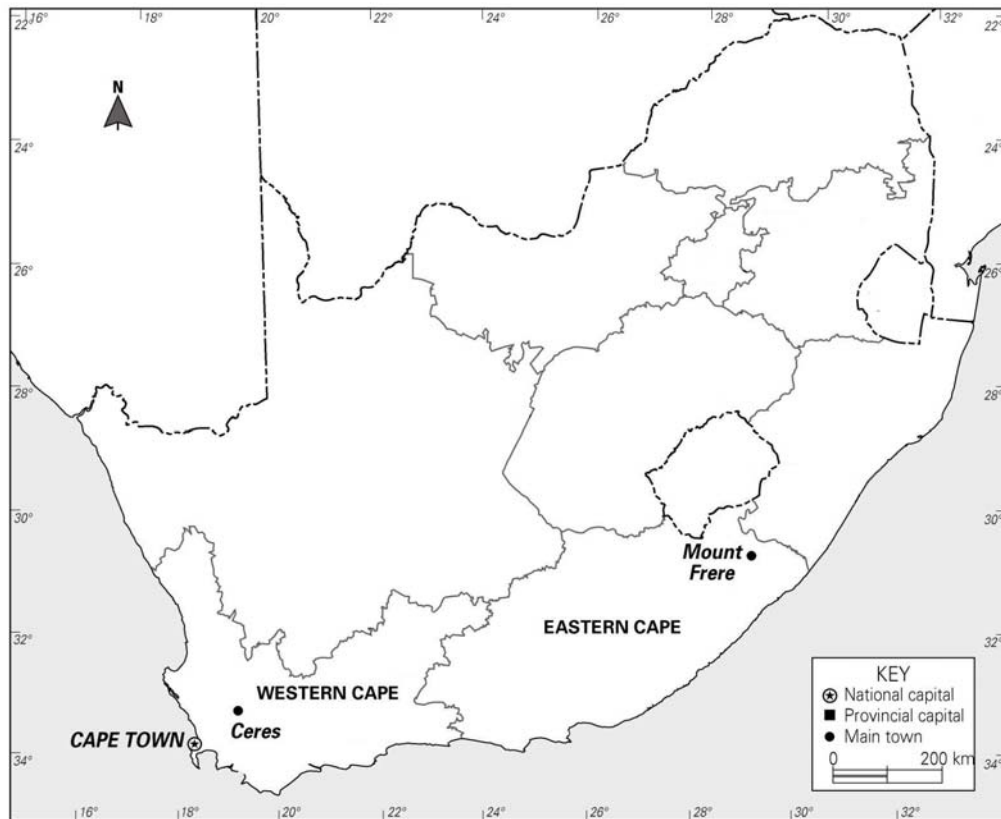 16° 18° 20° 22° 24° 26° 28° 30° 32°
22° 22°
N
24° 24°
26° 26°
28° 28°
30° 30°
Mount
Frere
32° 32°
EASTERN CAPE
WESTERN CAPE
Ceres
CAPE TOWN
34° 34°
KEY
National capital
Provincial capital
Main town
0 200 km
16° 18° 20° 22° 24° 26° 28° 30° 32°